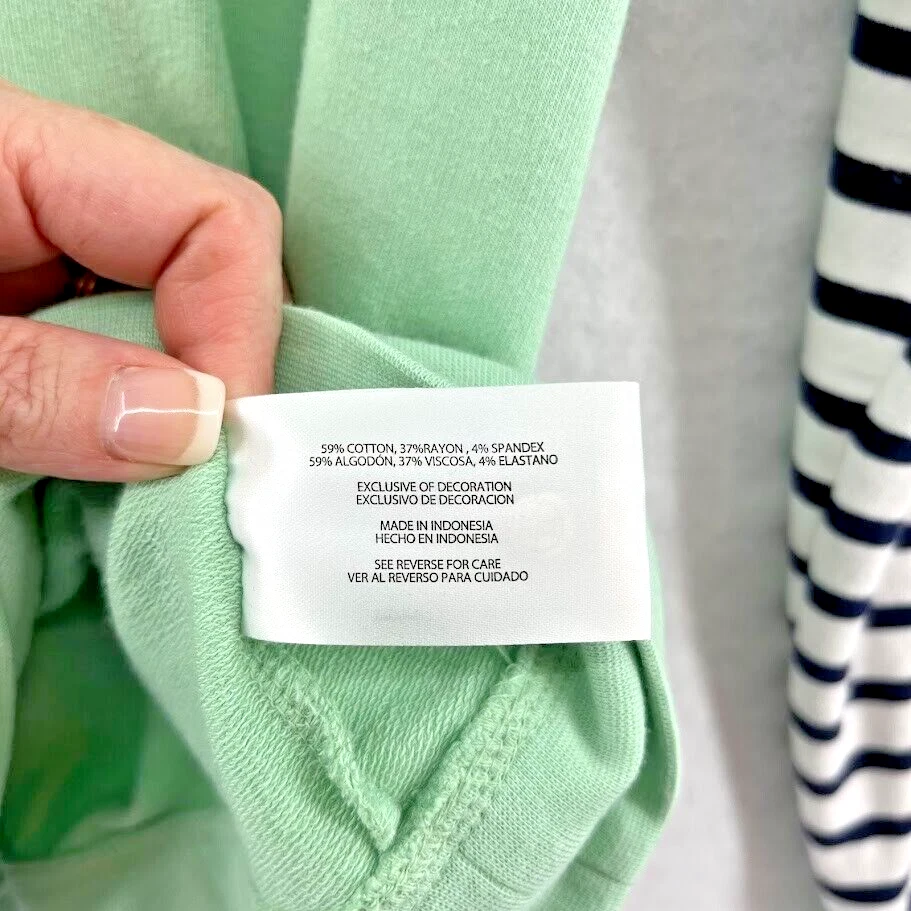 59% COTTON, 37%RAYON , 4% SPANDEX
59% ALGODÓN, 37% VISCOSA, 4% ELASTANO
EXCLUSIVE OF DECORATION
EXCLUSIVO DE DECORACION
MADE IN INDONESIA
HECHO EN INDONESIA
SEE REVERSE FOR CARE
VER AL REVERSO PARA CUIDADO